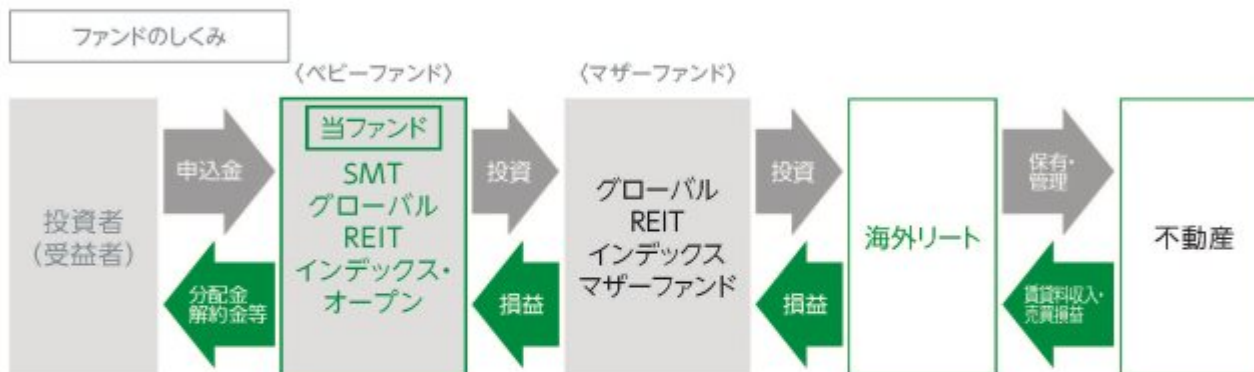 ファンドのしくみ
〈ベビーファンド〉
〈マザーファンド〉
投資者
(受益者)
申込金
分配金
解約金等
当ファンド
SMT
グローバル
REIT
インデックス・
オープン
投資
損益
グローバル
REIT
インデックス
マザーファンド
投資
損益
海外リート
保有・
管理
賃貸料収入・
売買損益
不動産